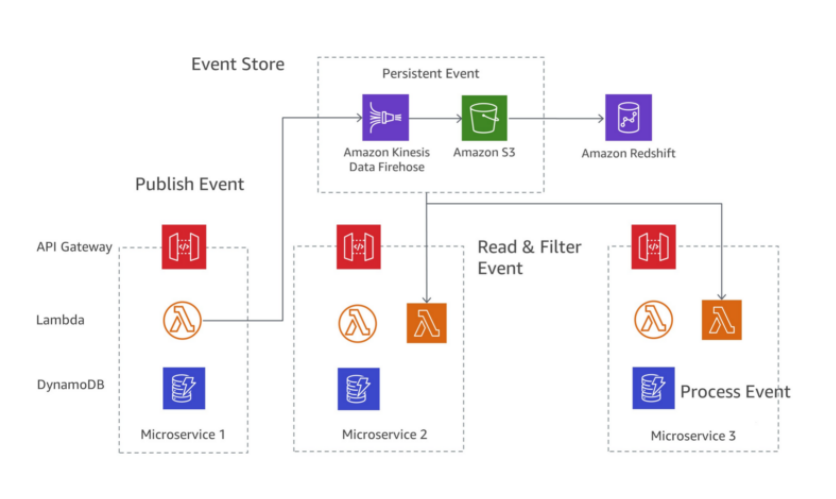 Event Store
Persistent Event
Amazon Kinesis
Data Firehose
Amazon S3
Amazon Redshift
Publish Event
API Gateway
Read & Filter
Event
Lambda
DynamoDB
Process Event
Microservice 1
Microservice 2
Microservice 3